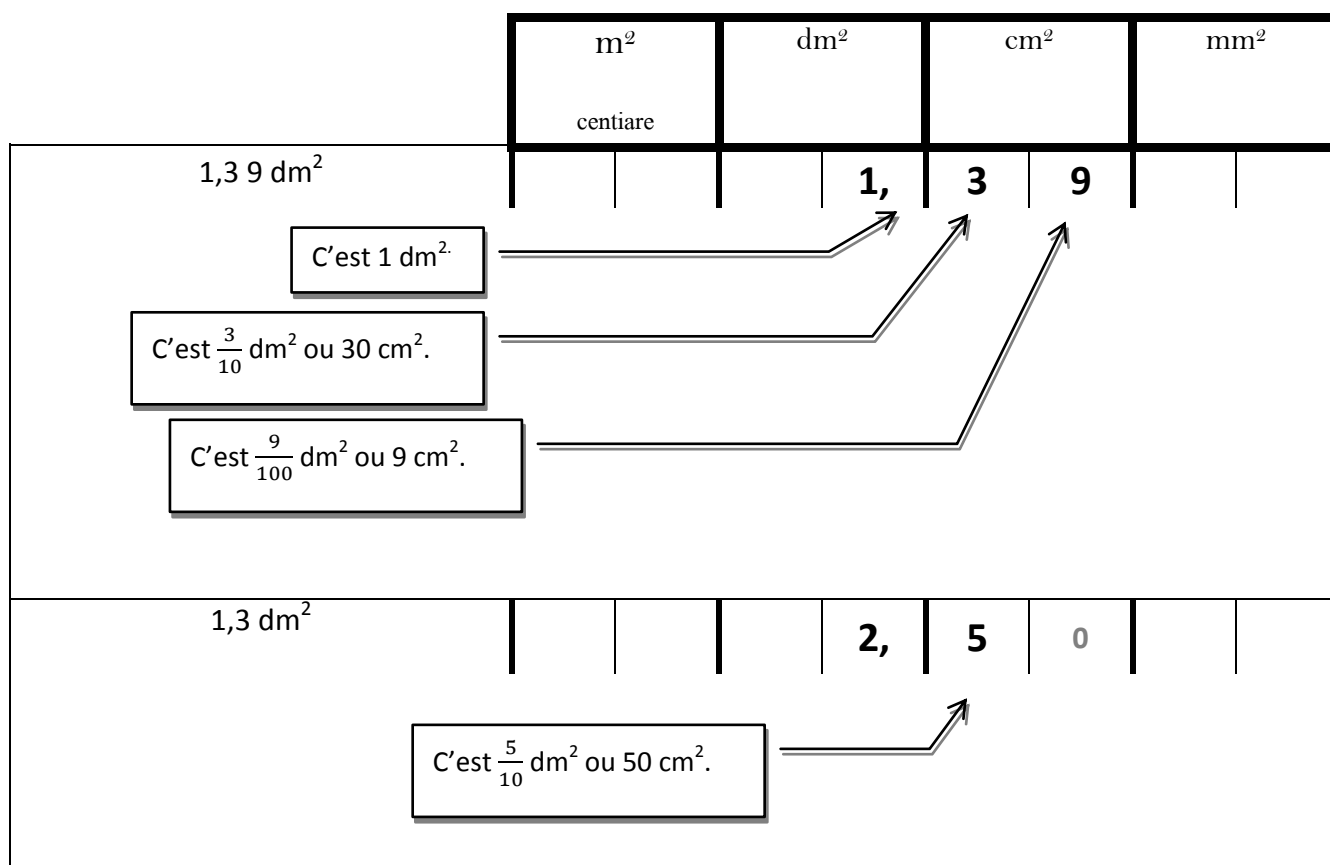 m² dm² cm² mm²
centiare
1,3 9 dm² 1, 3 9
C'est 1 dm².
C'est 3/10 dm² ou 30 cm².
C'est 9/100 dm² ou 9 cm².
1,3 dm² 2, 5 0
C'est 5/10 dm² ou 50 cm².